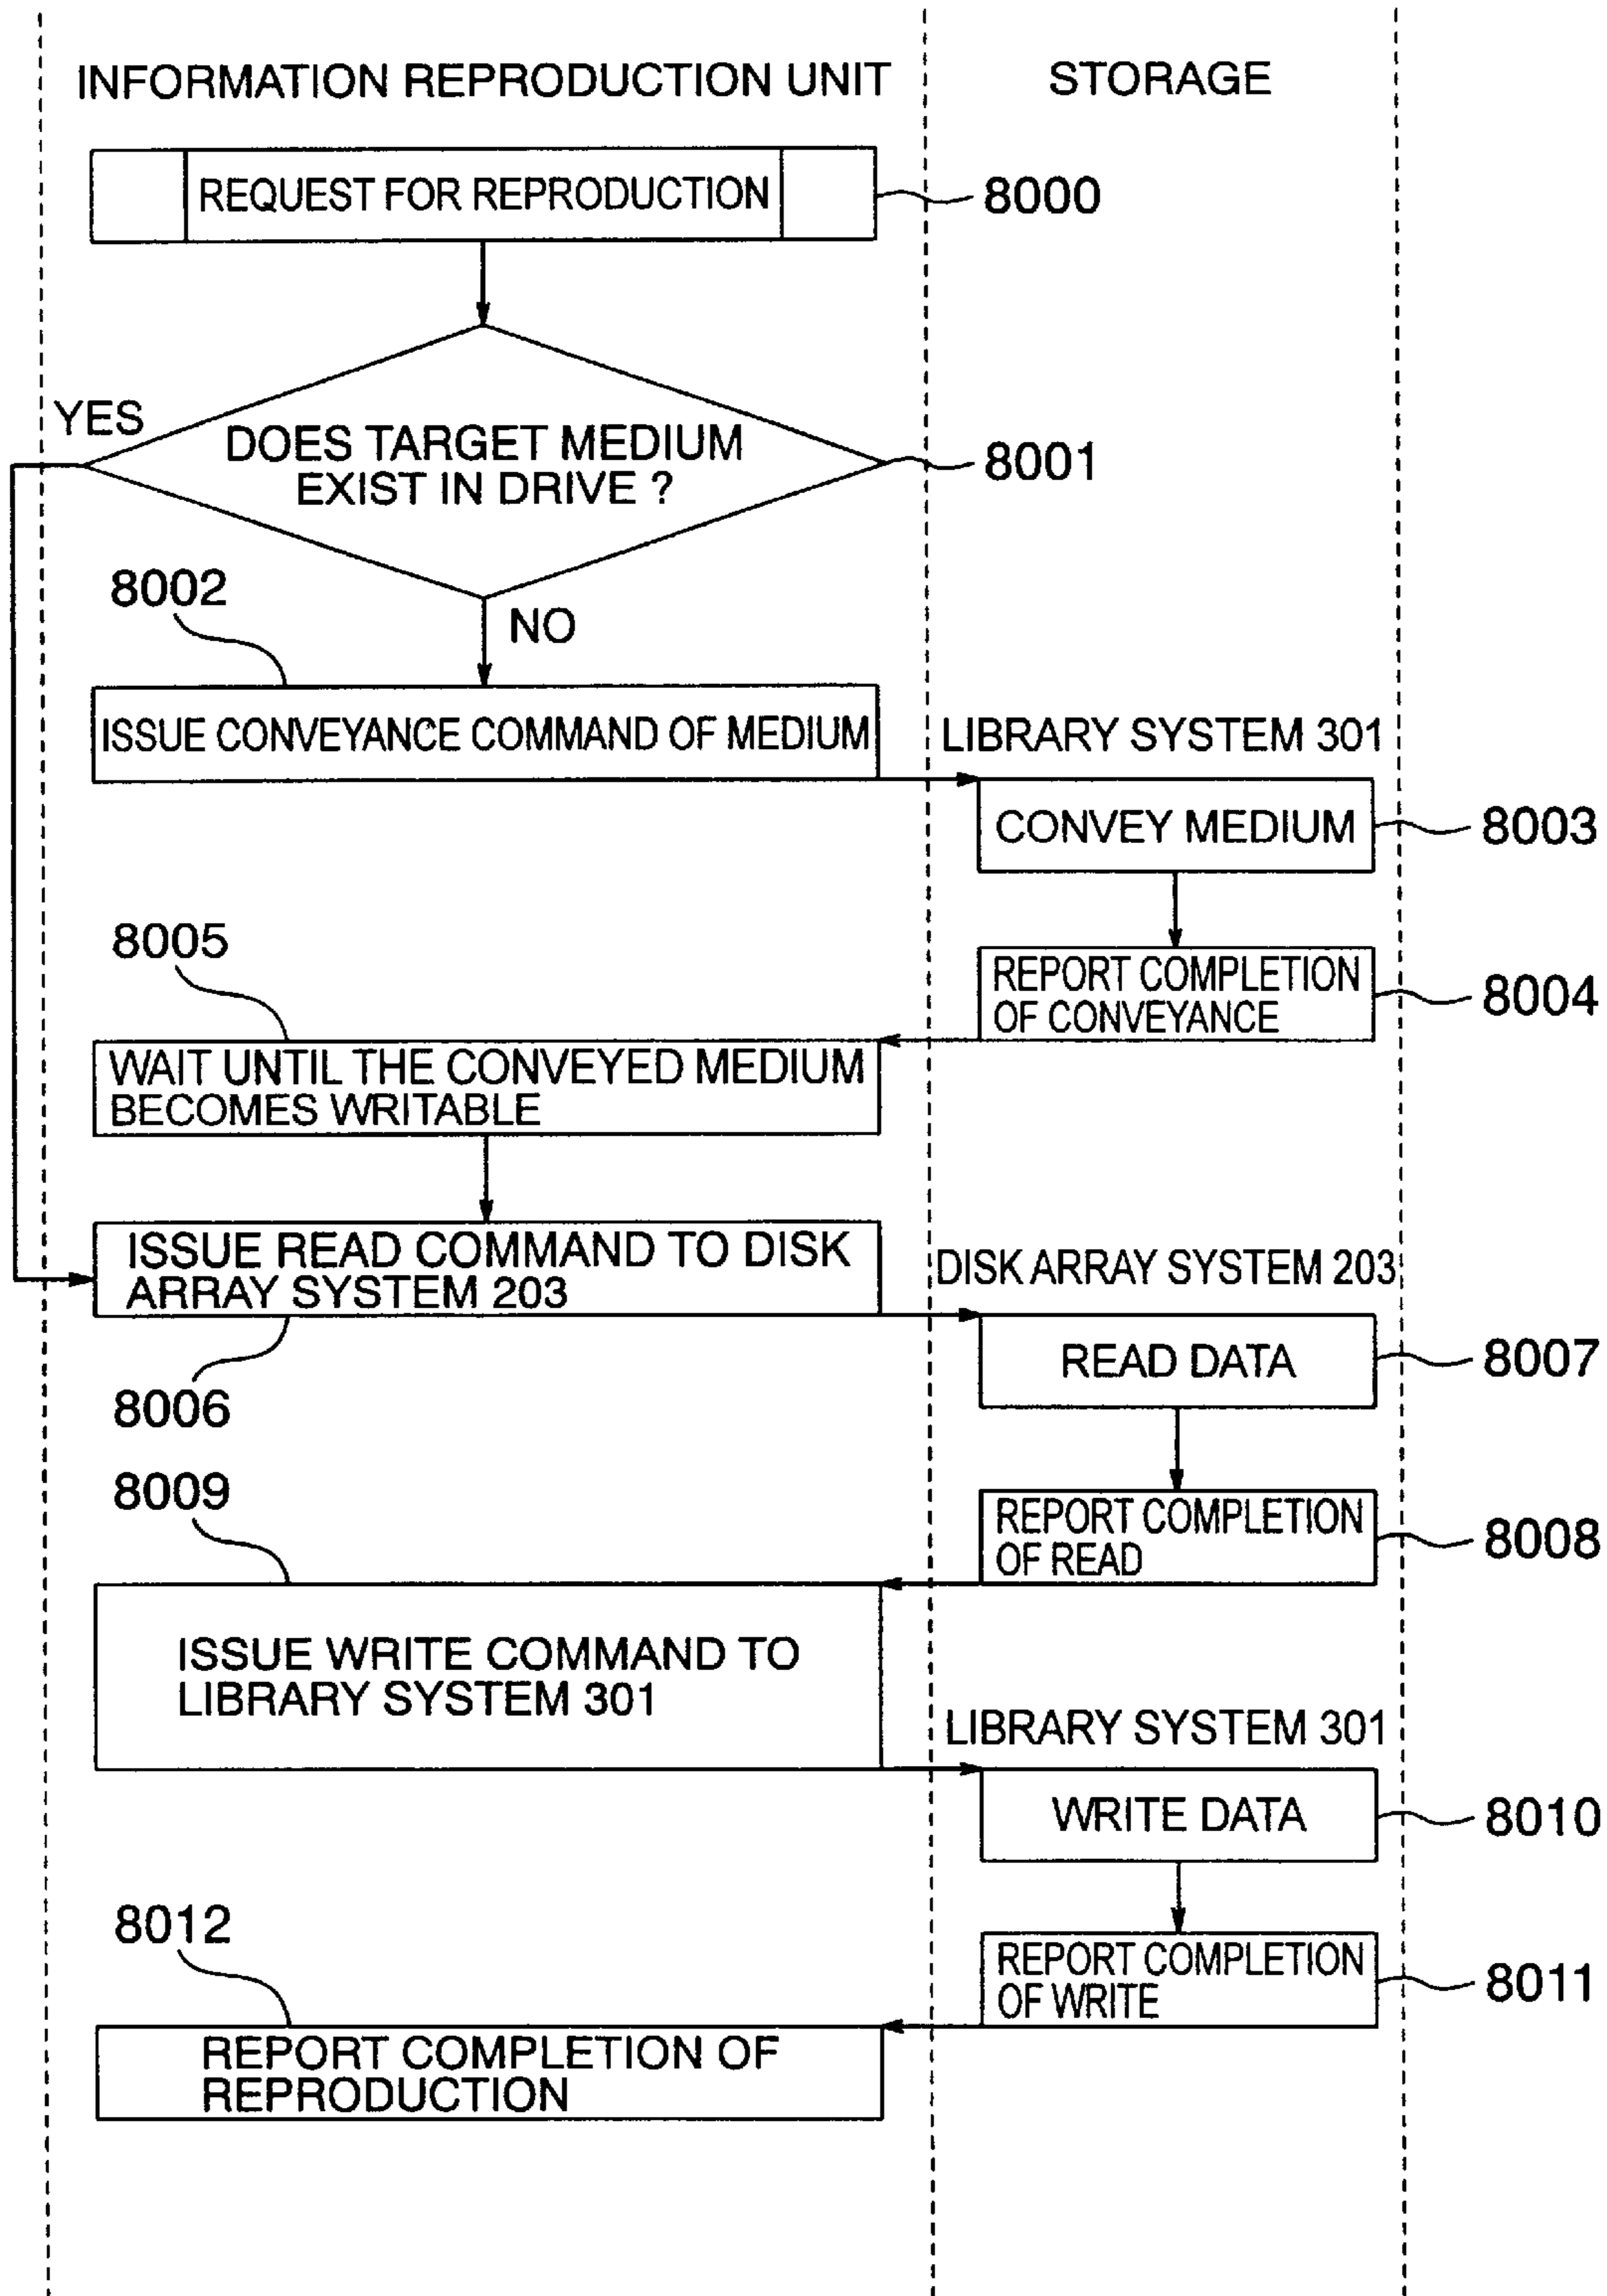 INFORMATION REPRODUCTION UNIT
STORAGE
REQUEST FOR REPRODUCTION
8000
YES
DOES TARGET MEDIUM
EXIST IN DRIVE ?
8001
8002
NO
ISSUE CONVEYANCE COMMAND OF MEDIUM
LIBRARY SYSTEM 301
CONVEY MEDIUM
8003
8005
REPORT COMPLETION
OF CONVEYANCE
8004
WAIT UNTIL THE CONVEYED MEDIUM
BECOMES WRITABLE
ISSUE READ COMMAND TO DISK
ARRAY SYSTEM 203
DISK ARRAY SYSTEM 203
READ DATA
8007
8006
8009
REPORT COMPLETION
OF READ
8008
ISSUE WRITE COMMAND TO
LIBRARY SYSTEM 301
LIBRARY SYSTEM 301
WRITE DATA
8010
8012
REPORT COMPLETION
OF WRITE
8011
REPORT COMPLETION OF
REPRODUCTION